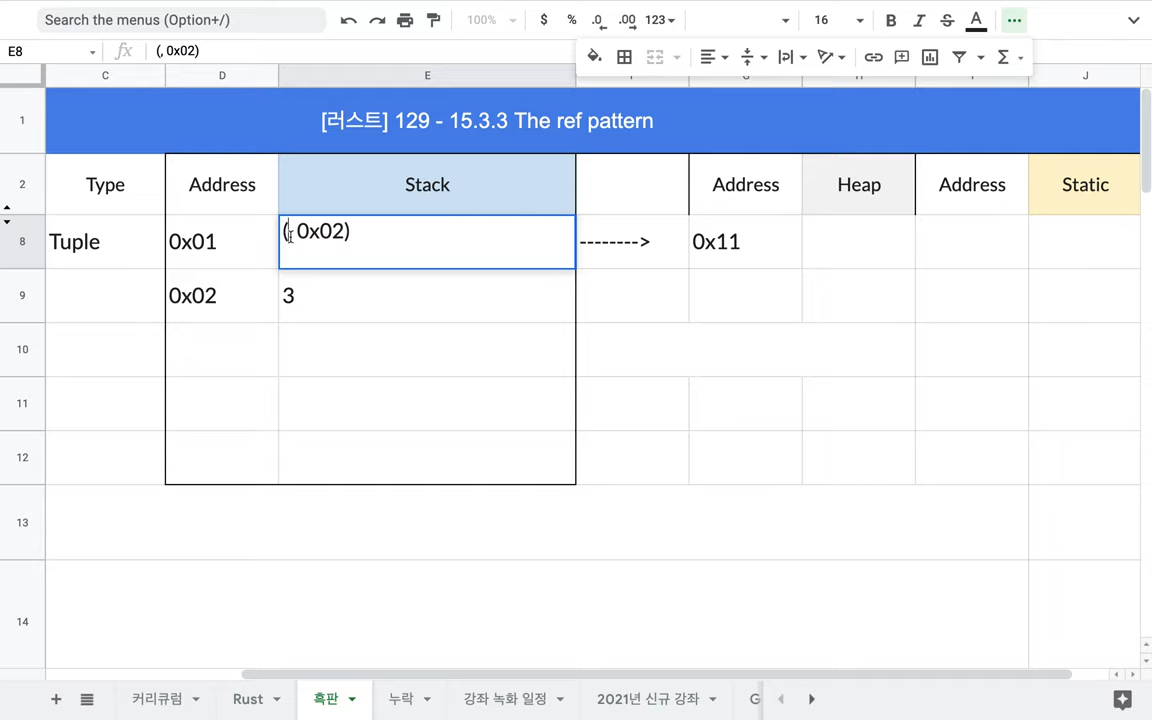 Search the menus (Option+/)
100%
$ % .0 .00 123
16
B I S A
E8
fx
(, 0x02)
C D E F G H I J
1
[러스트] 129 - 15.3.3 The ref pattern
2
Type
Address
Stack
Address
Heap
Address
Static
8
Tuple
0x01
(, 0x02)
-------->
0x11
9
0x02
3
10
11
12
13
14
커리큘럼
Rust
흑판
누락
강좌 녹화 일정
2021년 신규 강좌
G